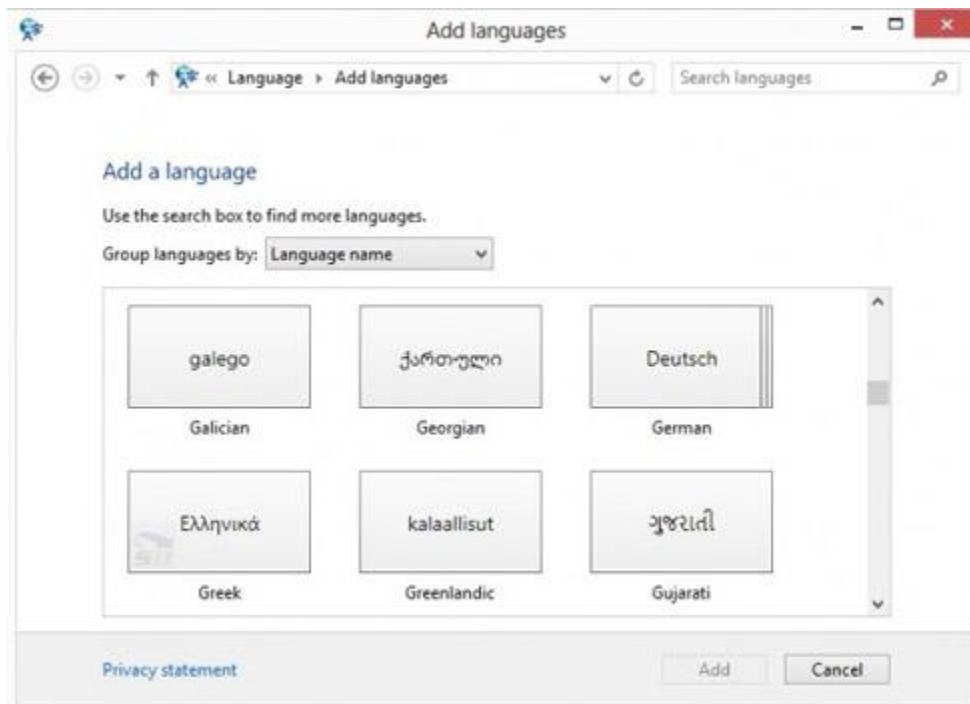 Add languages
« Language › Add languages
Search languages
Add a language
Use the search box to find more languages.
Group languages by: Language name
galego
ქართული
Deutsch
Galician
Georgian
German
Ελληνικά
kalaallisut
ગુજરાતી
Greek
Greenlandic
Gujarati
Privacy statement
Add
Cancel